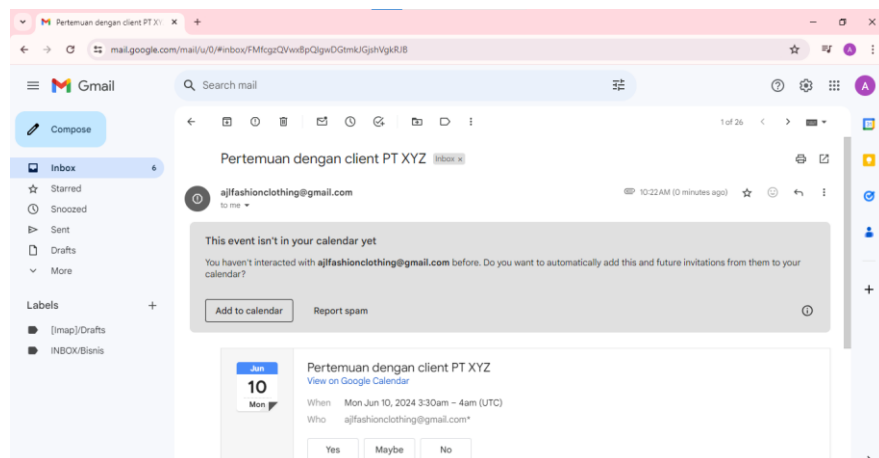 Pertemuan dengan client PT XY
mail.google.com/mail/u/0/#inbox/FMfcgzQVwxBpQlgwDGtmkJGjshVgkRJB
A
Gmail
Search mail
A
Compose
1 of 26
Inbox 6
Starred
Snoozed
Sent
Drafts
More
Labels +
[Imap]/Drafts
INBOX/Bisnis
Pertemuan dengan client PT XYZ Inbox x
ajlfashionclothing@gmail.com 10:22 AM (0 minutes ago)
to me
This event isn't in your calendar yet
You haven't interacted with ajlfashionclothing@gmail.com before. Do you want to automatically add this and future invitations from them to your
calendar?
Add to calendar Report spam
Jun
10
Mon
Pertemuan dengan client PT XYZ
View on Google Calendar
When Mon Jun 10, 2024 3:30am – 4am (UTC)
Who ajlfashionclothing@gmail.com*
Yes Maybe No